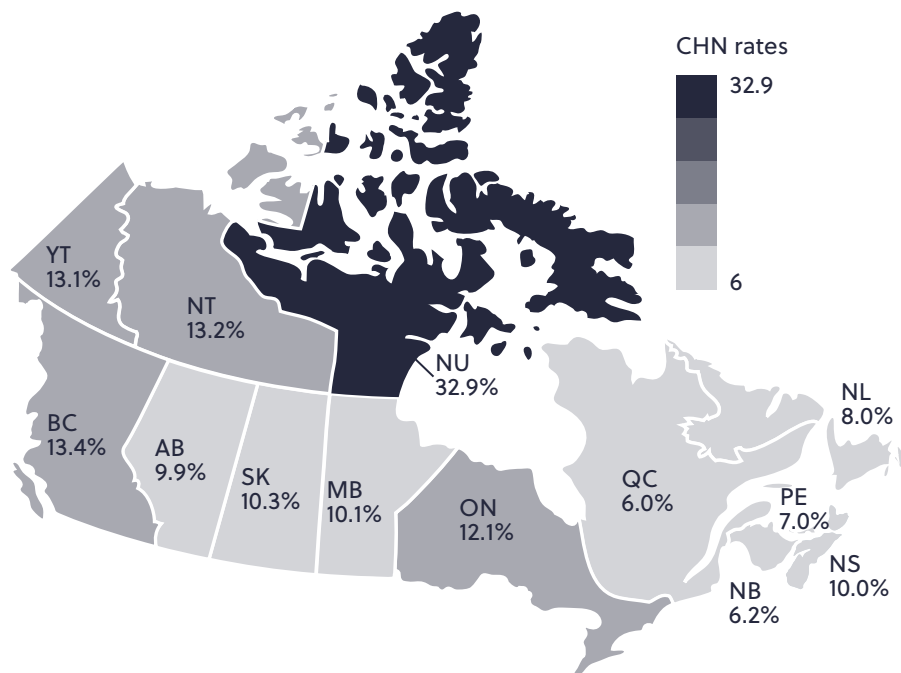 CHN rates
32.9
6
YT
13.1%
NT
13.2%
NU
32.9%
BC
13.4%
AB
9.9%
SK
10.3%
MB
10.1%
ON
12.1%
QC
6.0%
NL
8.0%
PE
7.0%
NS
10.0%
NB
6.2%